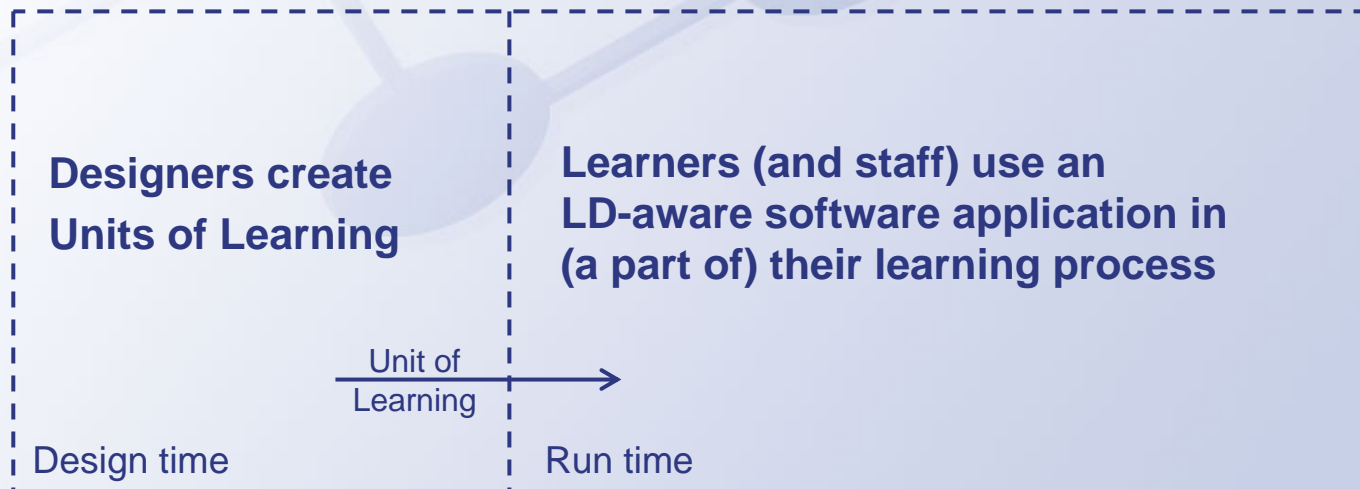 Designers create
Units of Learning
Learners (and staff) use an
LD-aware software application in
(a part of) their learning process
Unit of
Learning
Design time
Run time